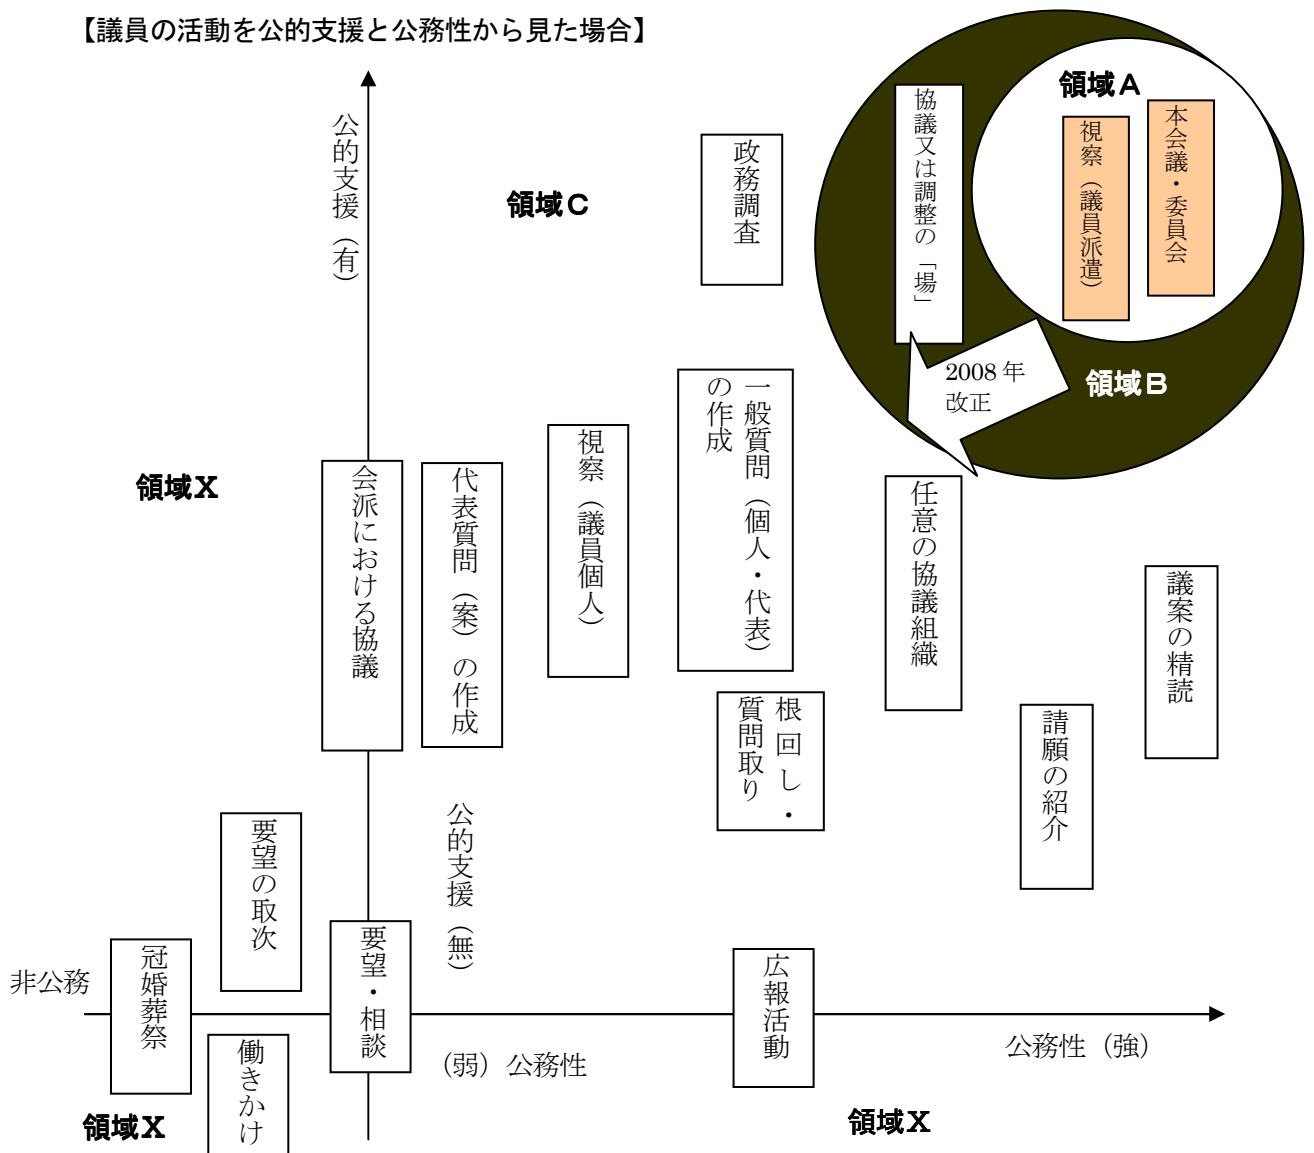 【議員の活動を公的支援と公務性から見た場合】
公的支援（有）
領域Ｃ
政務調査
協議又は調整の「場」
領域Ａ
視察（議員派遣）
本会議・委員会
2008 年
改正
領域Ｂ
領域Ｘ
会派における協議
代表質問（案）の作成
視察（議員個人）
一般質問（個人・代表）
の作成
任意の協議組織
議案の精読
根回し・
質問取り
請願の紹介
要望の取次
公的支援（無）
非公務
冠婚葬祭
働きかけ
要望・相談
（弱）公務性
広報活動
公務性（強）
領域Ｘ
領域Ｘ